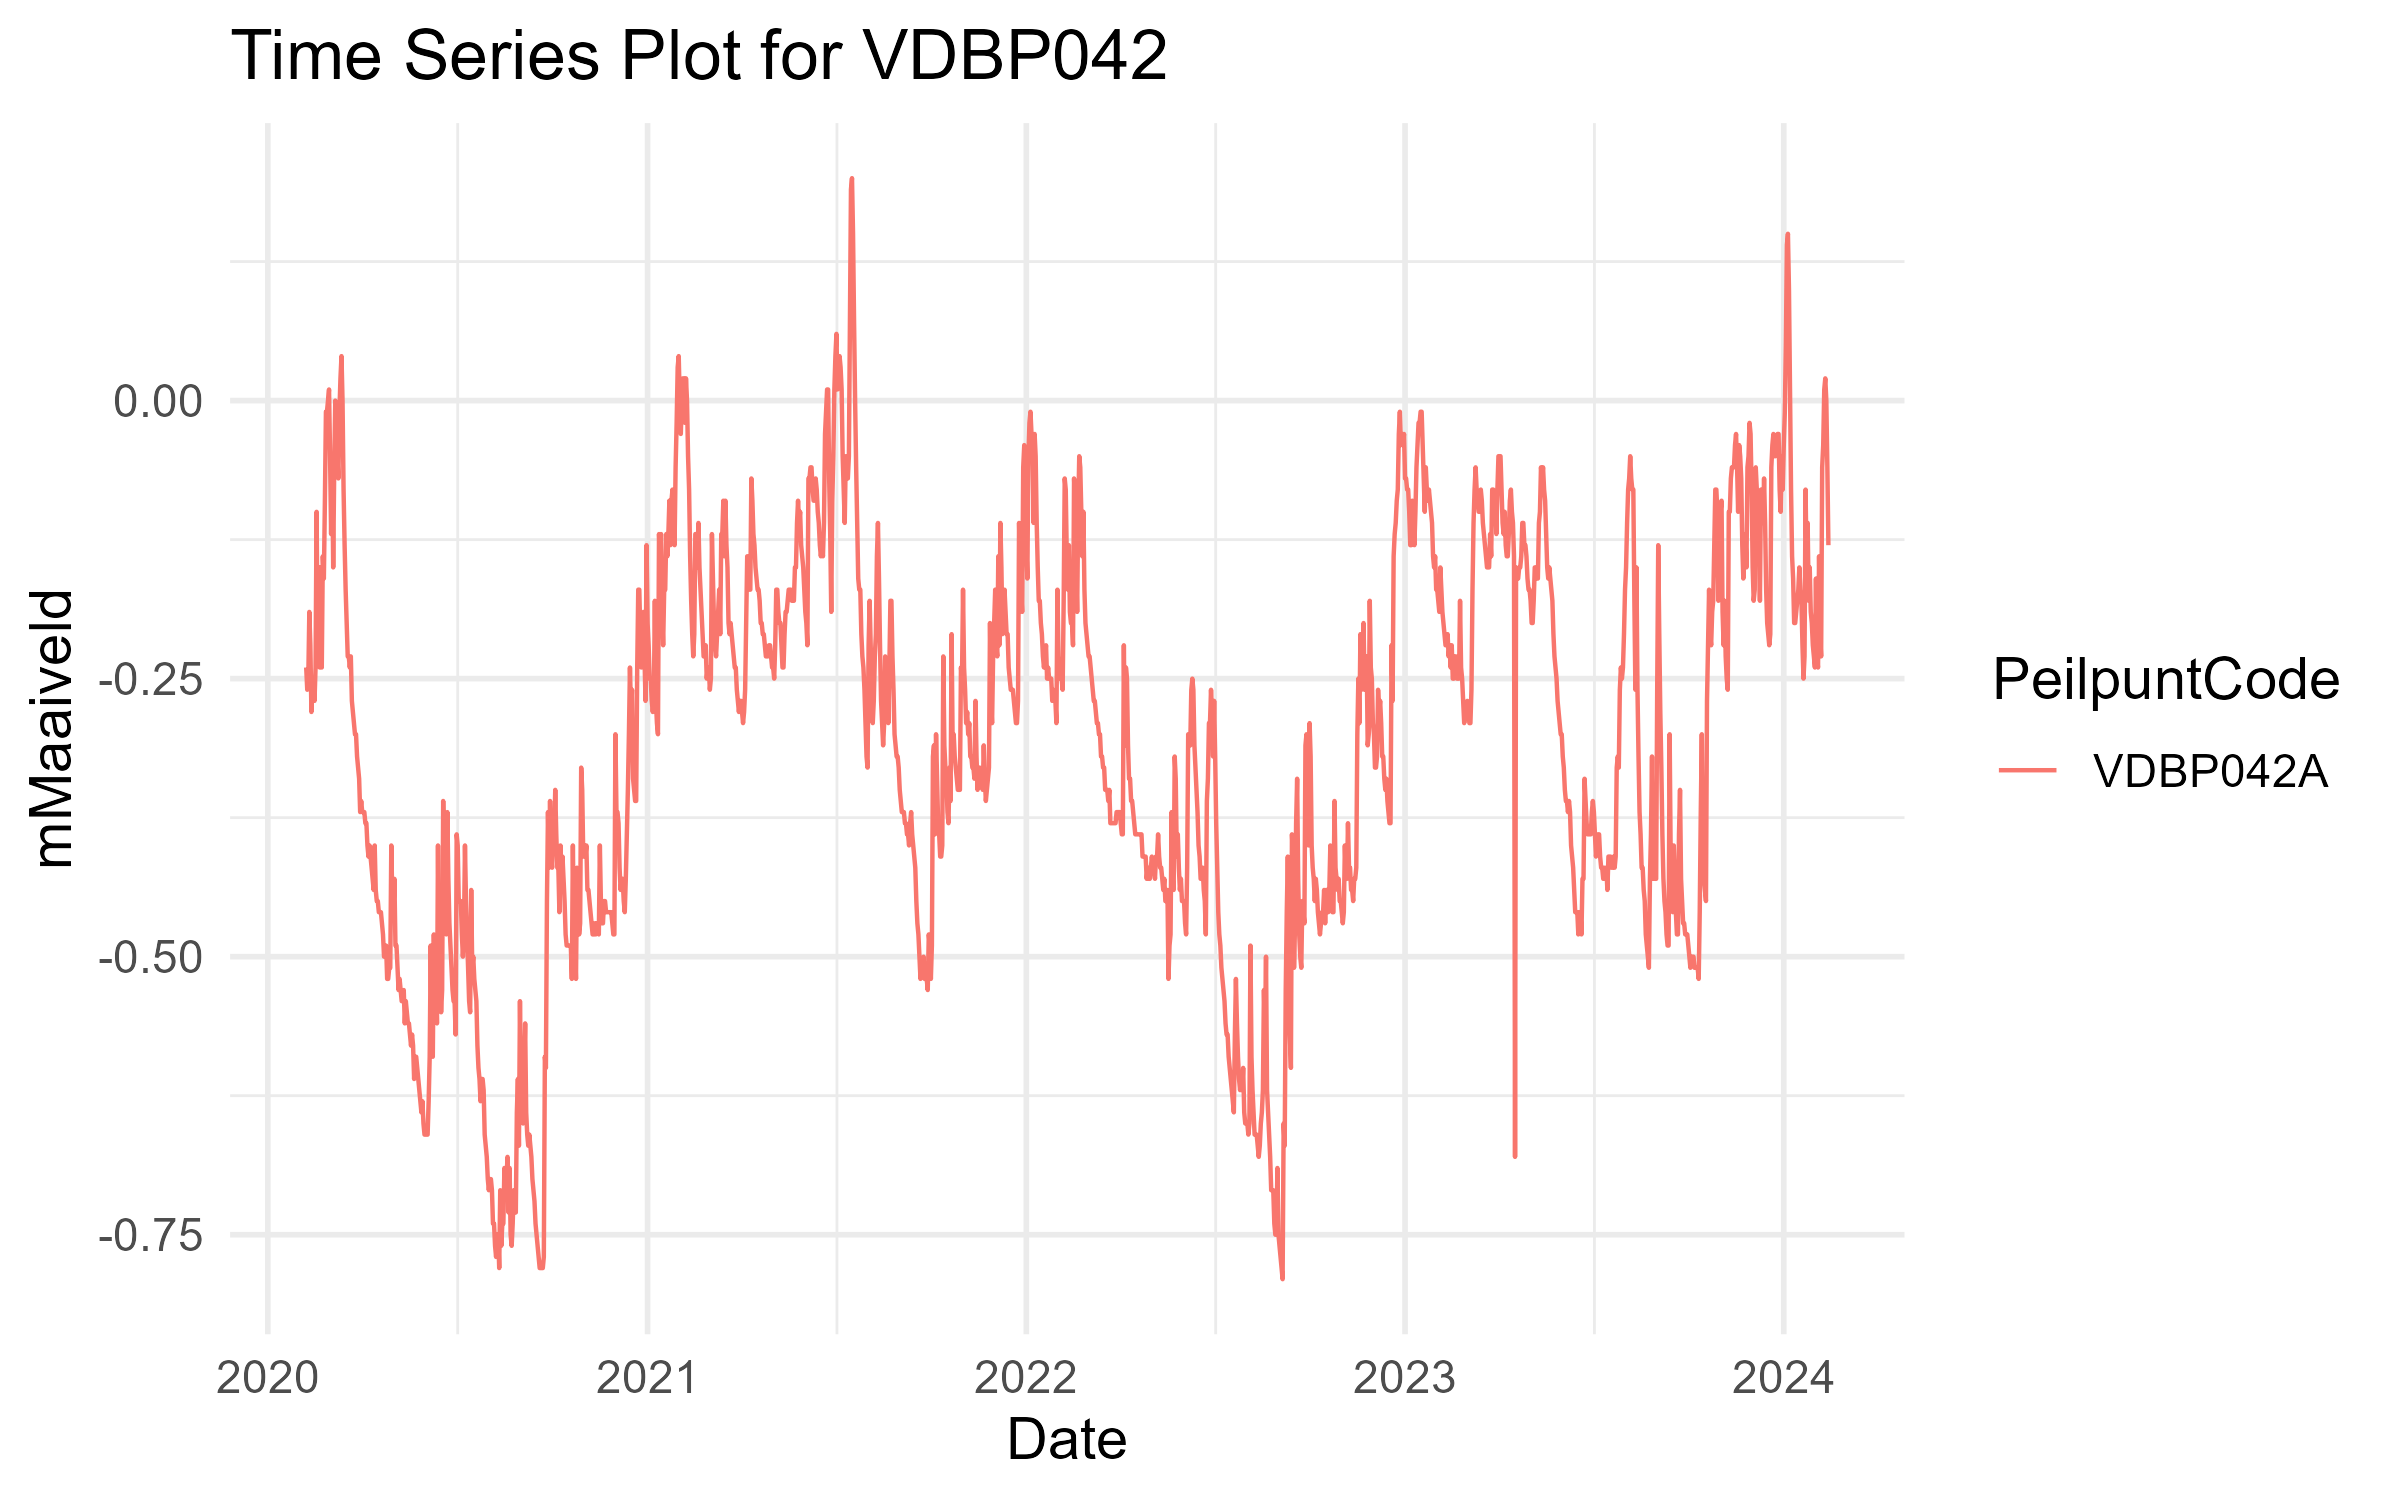 Time Series Plot for VDBP042
mMaaiveld
0.00
-0.25
-0.50
-0.75
2020 2021 2022 2023 2024
Date
PeilpuntCode
VDBP042A